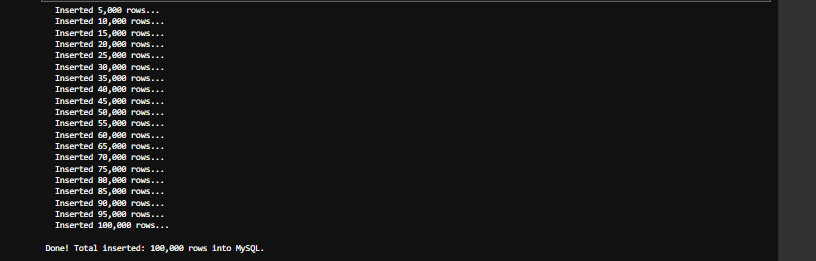 Inserted 5,000 rows...
Inserted 10,000 rows...
Inserted 15,000 rows...
Inserted 20,000 rows...
Inserted 25,000 rows...
Inserted 30,000 rows...
Inserted 35,000 rows...
Inserted 40,000 rows...
Inserted 45,000 rows...
Inserted 50,000 rows...
Inserted 55,000 rows...
Inserted 60,000 rows...
Inserted 65,000 rows...
Inserted 70,000 rows...
Inserted 75,000 rows...
Inserted 80,000 rows...
Inserted 85,000 rows...
Inserted 90,000 rows...
Inserted 95,000 rows...
Inserted 100,000 rows...
Done! Total inserted: 100,000 rows into MySQL.